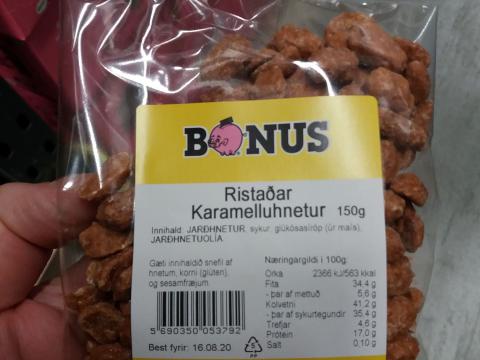 BONUS
Ristaðar
Karamelluhnetur 150g
Innihald: JARÐHNETUR, sykur, glúkósasíróp (úr maís),
JARÐHNETUOLÍA.
Gæti innihaldið snefil af
hnetum, korni (glúten),
og sesamfræjum.
5 690350 053792
Best fyrir: 16.08.20
Næringargildi í 100g:
Orka 2366 kJ/563 kkal
Fita 34,4 g
- þar af mettuð 5,6 g
Kolvetni 41,2 g
- þar af sykurtegundir 35,4 g
Trefjar 4,6 g
Prótein 17,0 g
Salt 0,10 g
5
PP